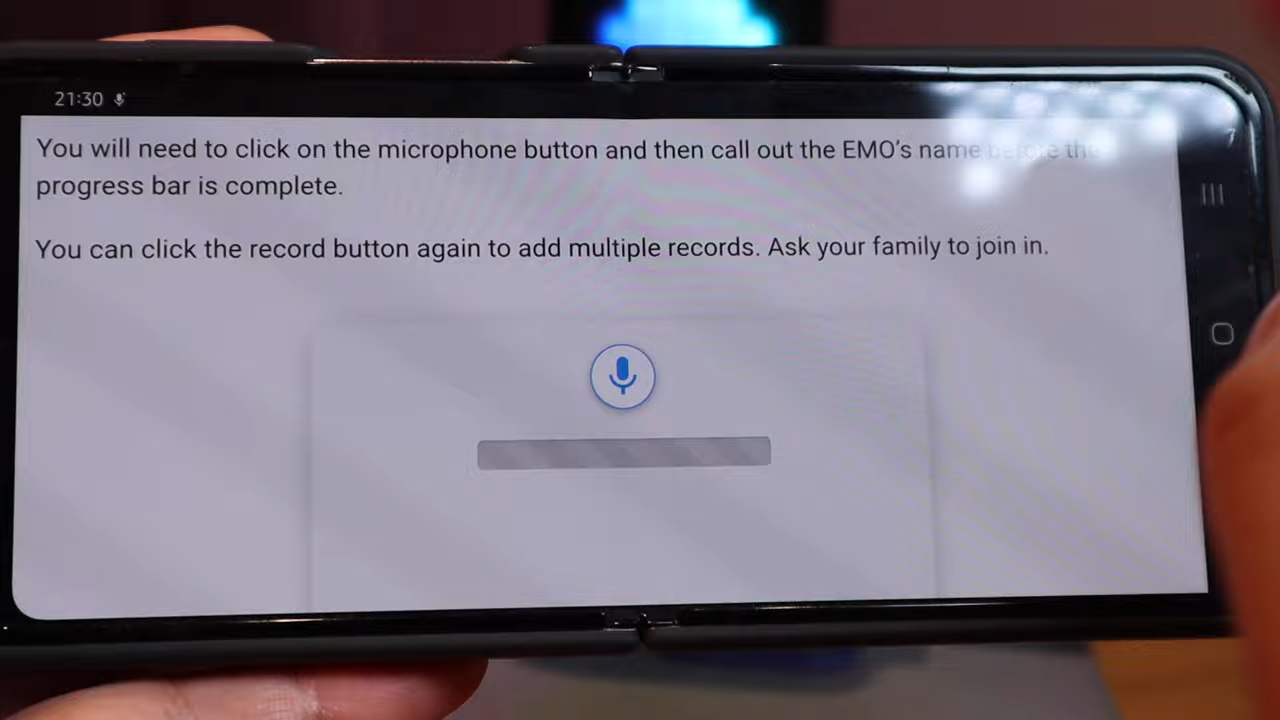 21:30
You will need to click on the microphone button and then call out the EMO's name before the
progress bar is complete.
You can click the record button again to add multiple records. Ask your family to join in.